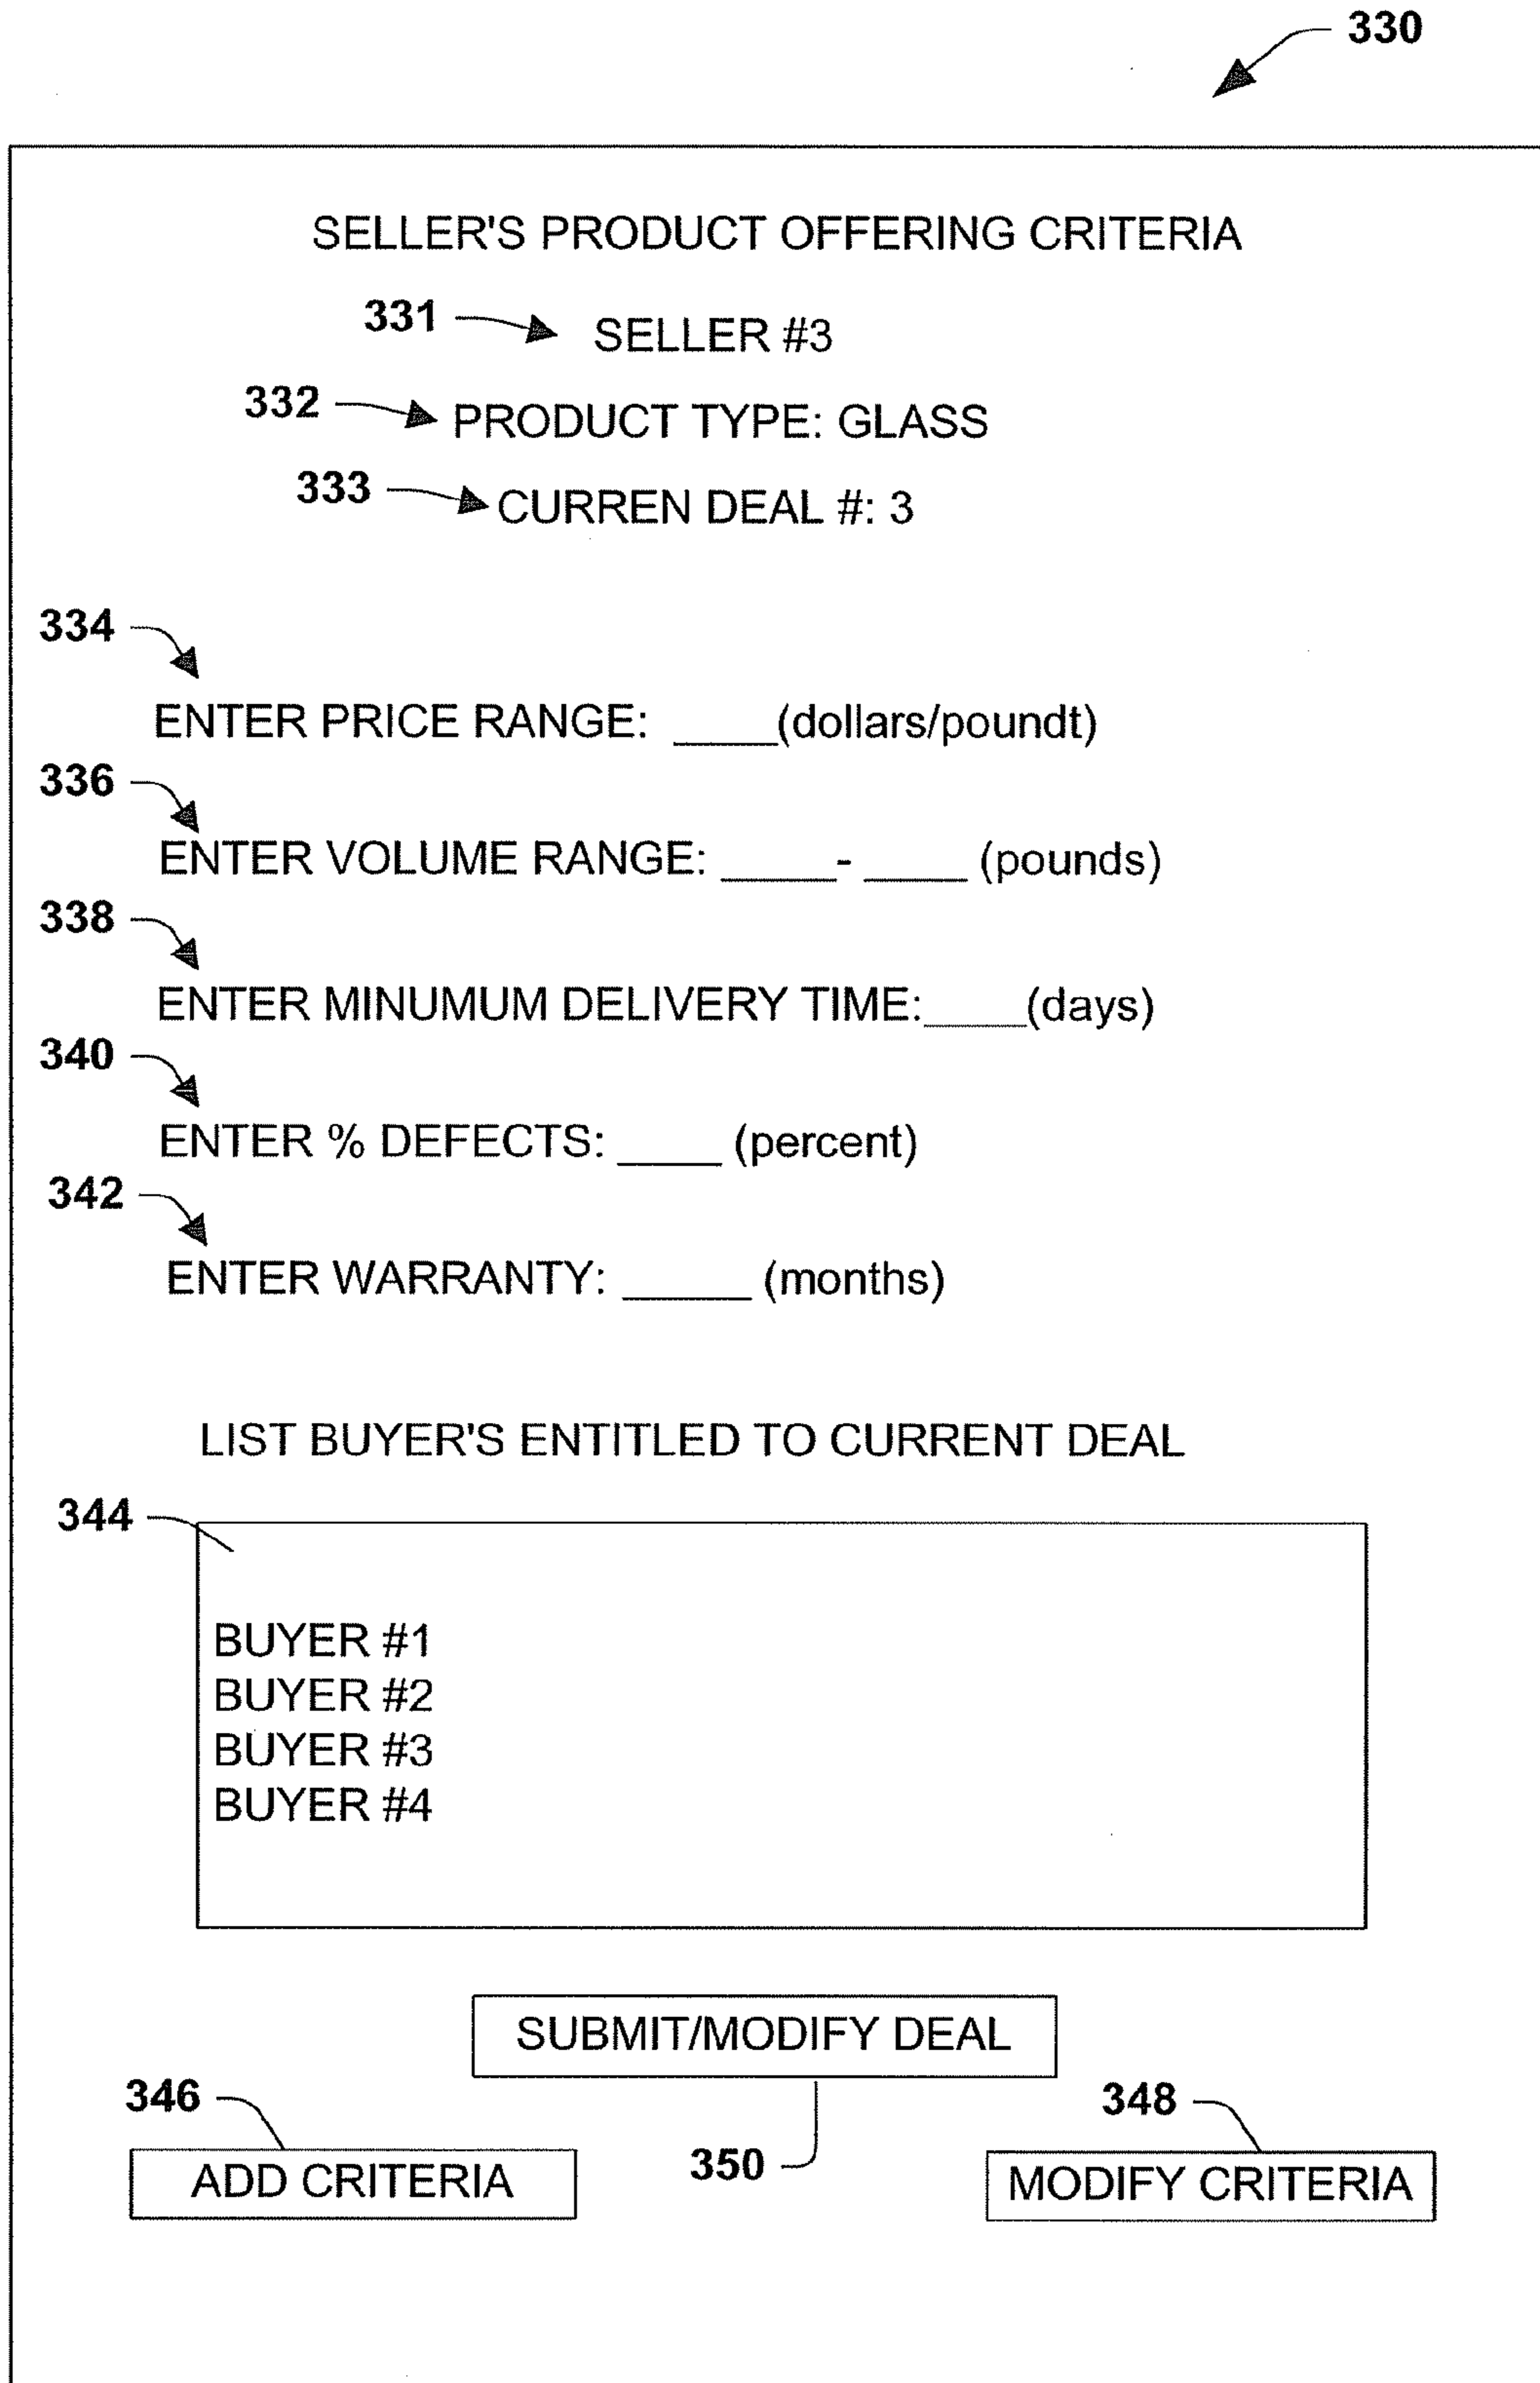 330
SELLER'S PRODUCT OFFERING CRITERIA
331 SELLER #3
332 PRODUCT TYPE: GLASS
333 CURREN DEAL #: 3
334
ENTER PRICE RANGE: ____(dollars/poundt)
336
ENTER VOLUME RANGE: ____- ____ (pounds)
338
ENTER MINUMUM DELIVERY TIME:____(days)
340
ENTER % DEFECTS: ____ (percent)
342
ENTER WARRANTY: _____ (months)
LIST BUYER'S ENTITLED TO CURRENT DEAL
344
BUYER #1
BUYER #2
BUYER #3
BUYER #4
SUBMIT/MODIFY DEAL
346 350 348
ADD CRITERIA MODIFY CRITERIA